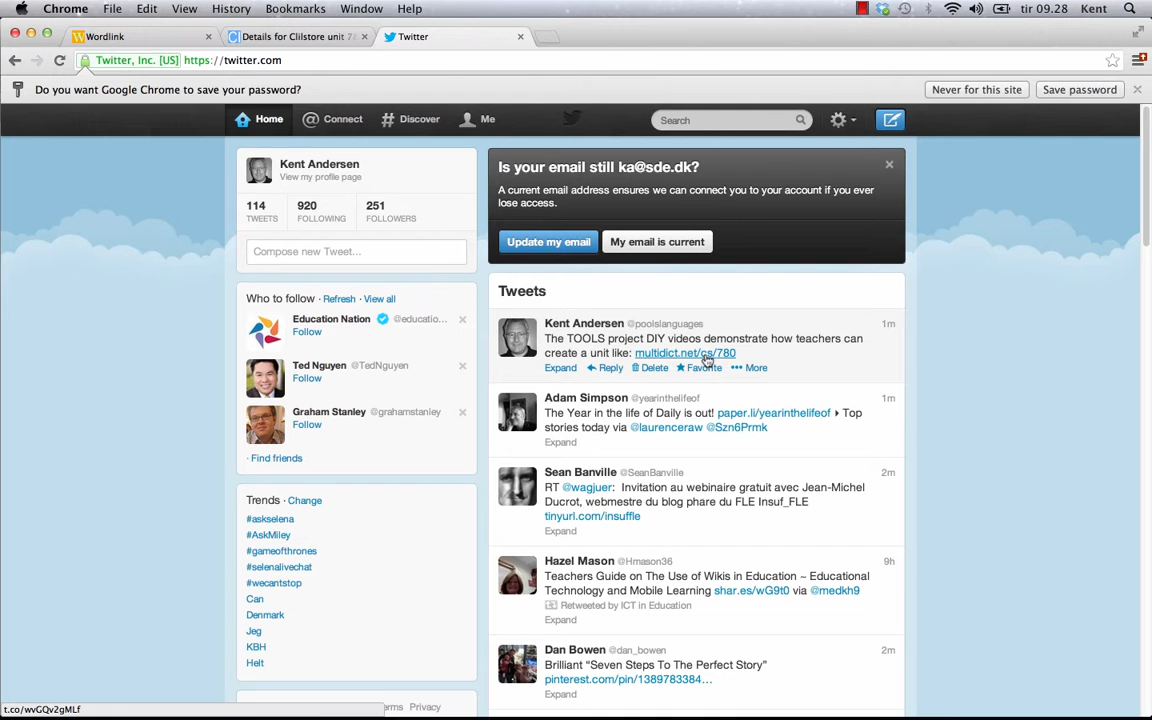 Chrome File Edit View History Bookmarks Window Help tir 09.28 Kent
Wordlink
Details for Clilstore unit 7
Twitter
Twitter, Inc. [US] https://twitter.com
Do you want Google Chrome to save your password?
Never for this site
Save password
Home
Connect
Discover
Me
Search
Kent Andersen
View my profile page
114 920 251
TWEETS FOLLOWING FOLLOWERS
Compose new Tweet...
Who to follow · Refresh · View all
Education Nation @educatio...
Follow
Ted Nguyen @TedNguyen
Follow
Graham Stanley @grahamstanley
Follow
· Find friends
Trends · Change
#askselena
#AskMiley
#gameofthrones
#selenalivechat
#wecantstop
Can
Denmark
Jeg
KBH
Helt
Privacy
Is your email still ka@sde.dk?
A current email address ensures we can connect you to your account if you ever
lose access.
Update my email
My email is current
Tweets
Kent Andersen @poolslanguages 1m
The TOOLS project DIY videos demonstrate how teachers can
create a unit like: multidict.net/cs/780
Expand Reply Delete Favorite More
Adam Simpson @yearinthelifeof 1m
The Year in the life of Daily is out! paper.li/yearinthelifeof Top
stories today via @laurenceraw @Szn6Prmk
Expand
Sean Banville @SeanBanville 2m
RT @wagjuer: Invitation au webinaire gratuit avec Jean-Michel
Ducrot, webmestre du blog phare du FLE Insuf_FLE
tinyurl.com/insuffle
Expand
Hazel Mason @Hmason36 9h
Teachers Guide on The Use of Wikis in Education ~ Educational
Technology and Mobile Learning shar.es/wG9t0 via @medkh9
Retweeted by ICT in Education
Expand
Dan Bowen @dan_bowen 2m
Brilliant “Seven Steps To The Perfect Story”
pinterest.com/pin/1389783384…
Expand
t.co/wvGQv2gMLf